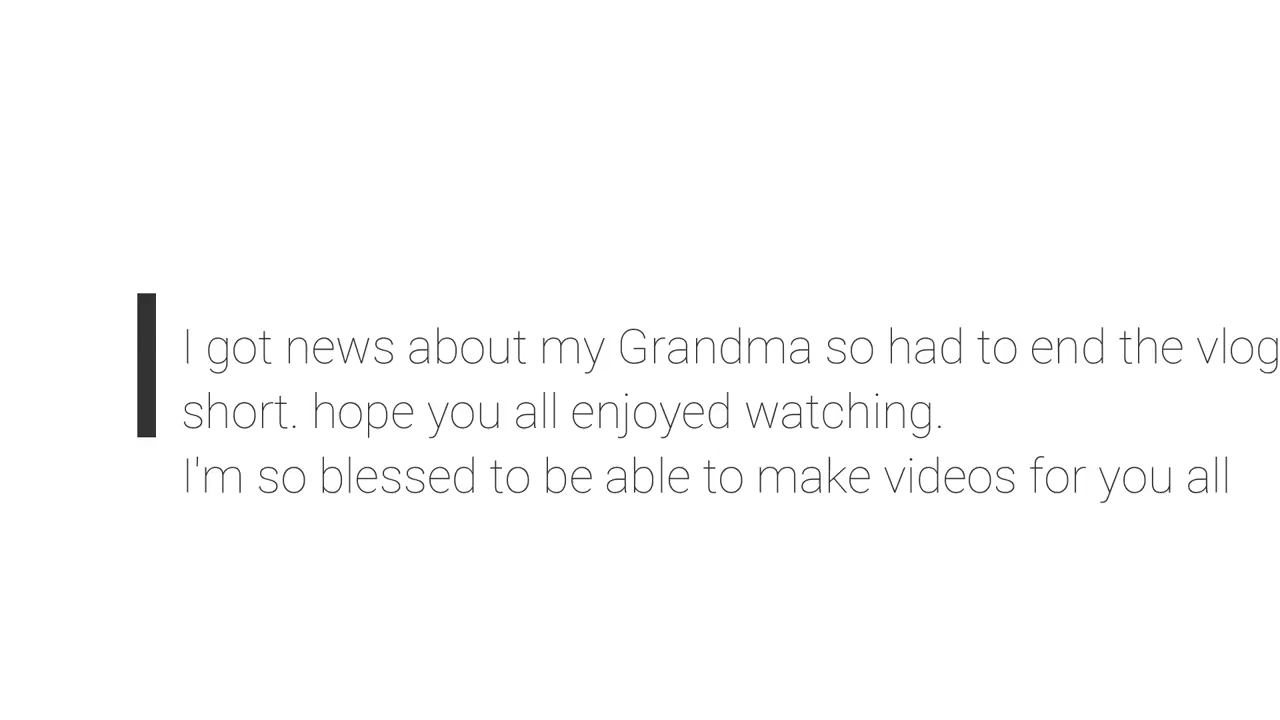 I got news about my Grandma so had to end the vlog
short. hope you all enjoyed watching.
I'm so blessed to be able to make videos for you all